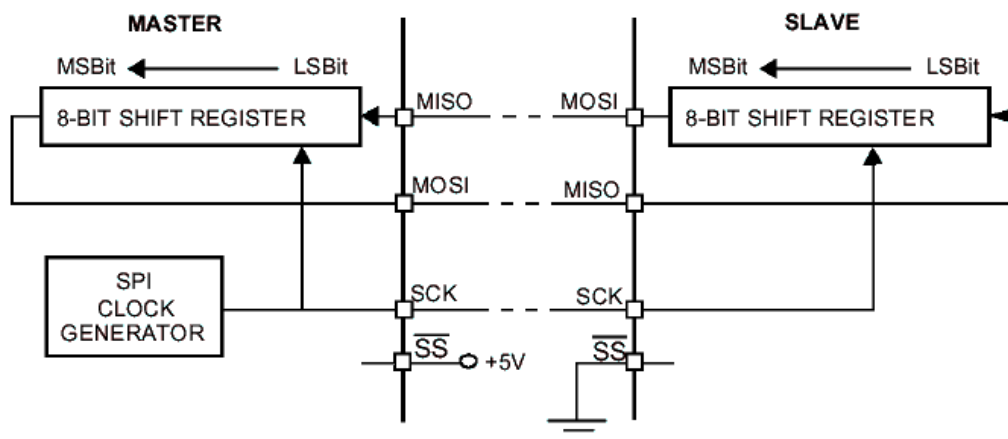 MASTER
SLAVE
MSBit LSBit
MSBit LSBit
8-BIT SHIFT REGISTER
MISO
MOSI
8-BIT SHIFT REGISTER
MOSI
MISO
SPI
CLOCK
GENERATOR
SCK
SCK
SS
+5V
SS